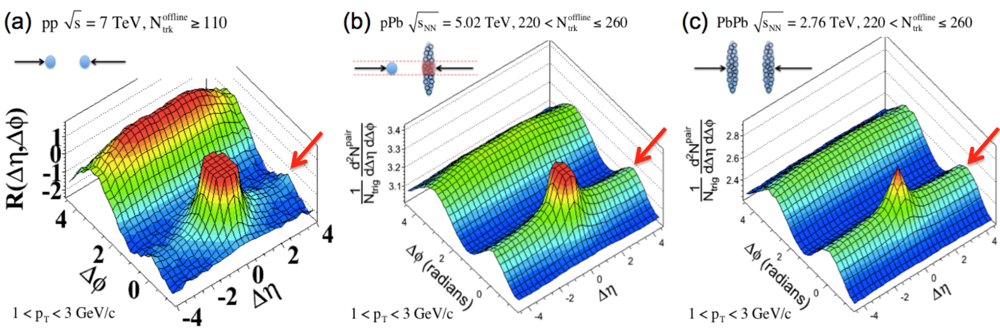 (a) pp √s = 7 TeV, N_trk^offline ≥ 110
R(Δη,Δϕ)
1
0
-1
-2
4
2
0
Δϕ
-4
-2
0
2
4
Δη
1 < p_T < 3 GeV/c
(b) pPb √s_NN = 5.02 TeV, 220 < N_trk^offline ≤ 260
1/N_trig d²N^pair/dΔη dΔϕ
3.4
3.3
3.2
3.1
4
2
0
Δϕ (radians)
-4
-2
0
2
4
Δη
1 < p_T < 3 GeV/c
(c) PbPb √s_NN = 2.76 TeV, 220 < N_trk^offline ≤ 260
1/N_trig d²N^pair/dΔη dΔϕ
2.8
2.6
2.4
4
2
0
Δϕ (radians)
-4
-2
0
2
4
Δη
1 < p_T < 3 GeV/c